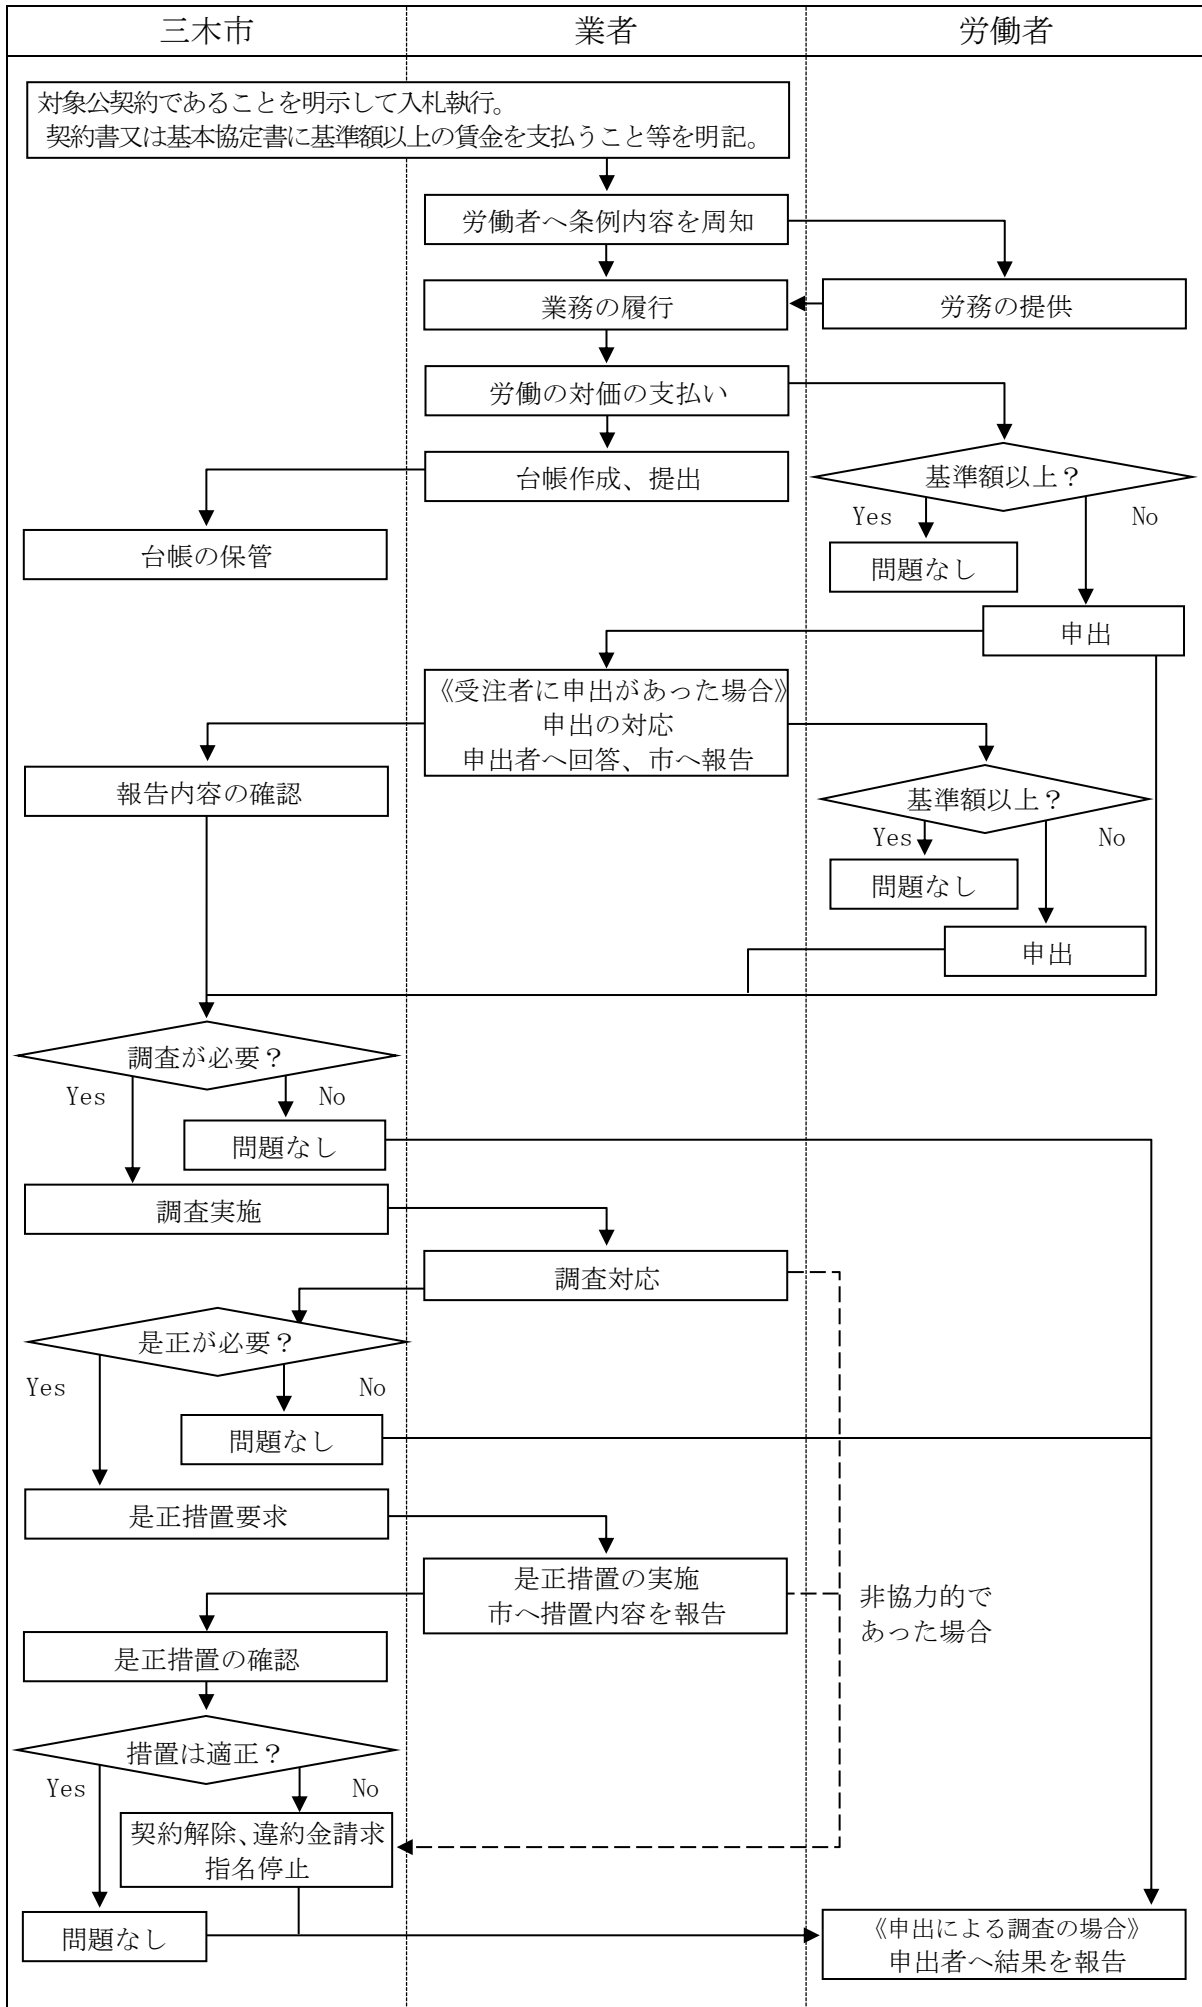 三木市
業者
労働者
対象公契約であることを明示して入札執行。
契約書又は基本協定書に基準額以上の賃金を支払うこと等を明記。
労働者へ条例内容を周知
業務の履行
労務の提供
労働の対価の支払い
台帳作成、提出
基準額以上？
Yes
No
台帳の保管
問題なし
申出
《受注者に申出があった場合》
申出の対応
申出者へ回答、市へ報告
報告内容の確認
基準額以上？
Yes
No
問題なし
申出
調査が必要？
Yes
No
問題なし
調査実施
調査対応
是正が必要？
Yes
No
問題なし
是正措置要求
是正措置の実施
市へ措置内容を報告
非協力的で
あった場合
是正措置の確認
措置は適正？
Yes
No
契約解除、違約金請求
指名停止
問題なし
《申出による調査の場合》
申出者へ結果を報告